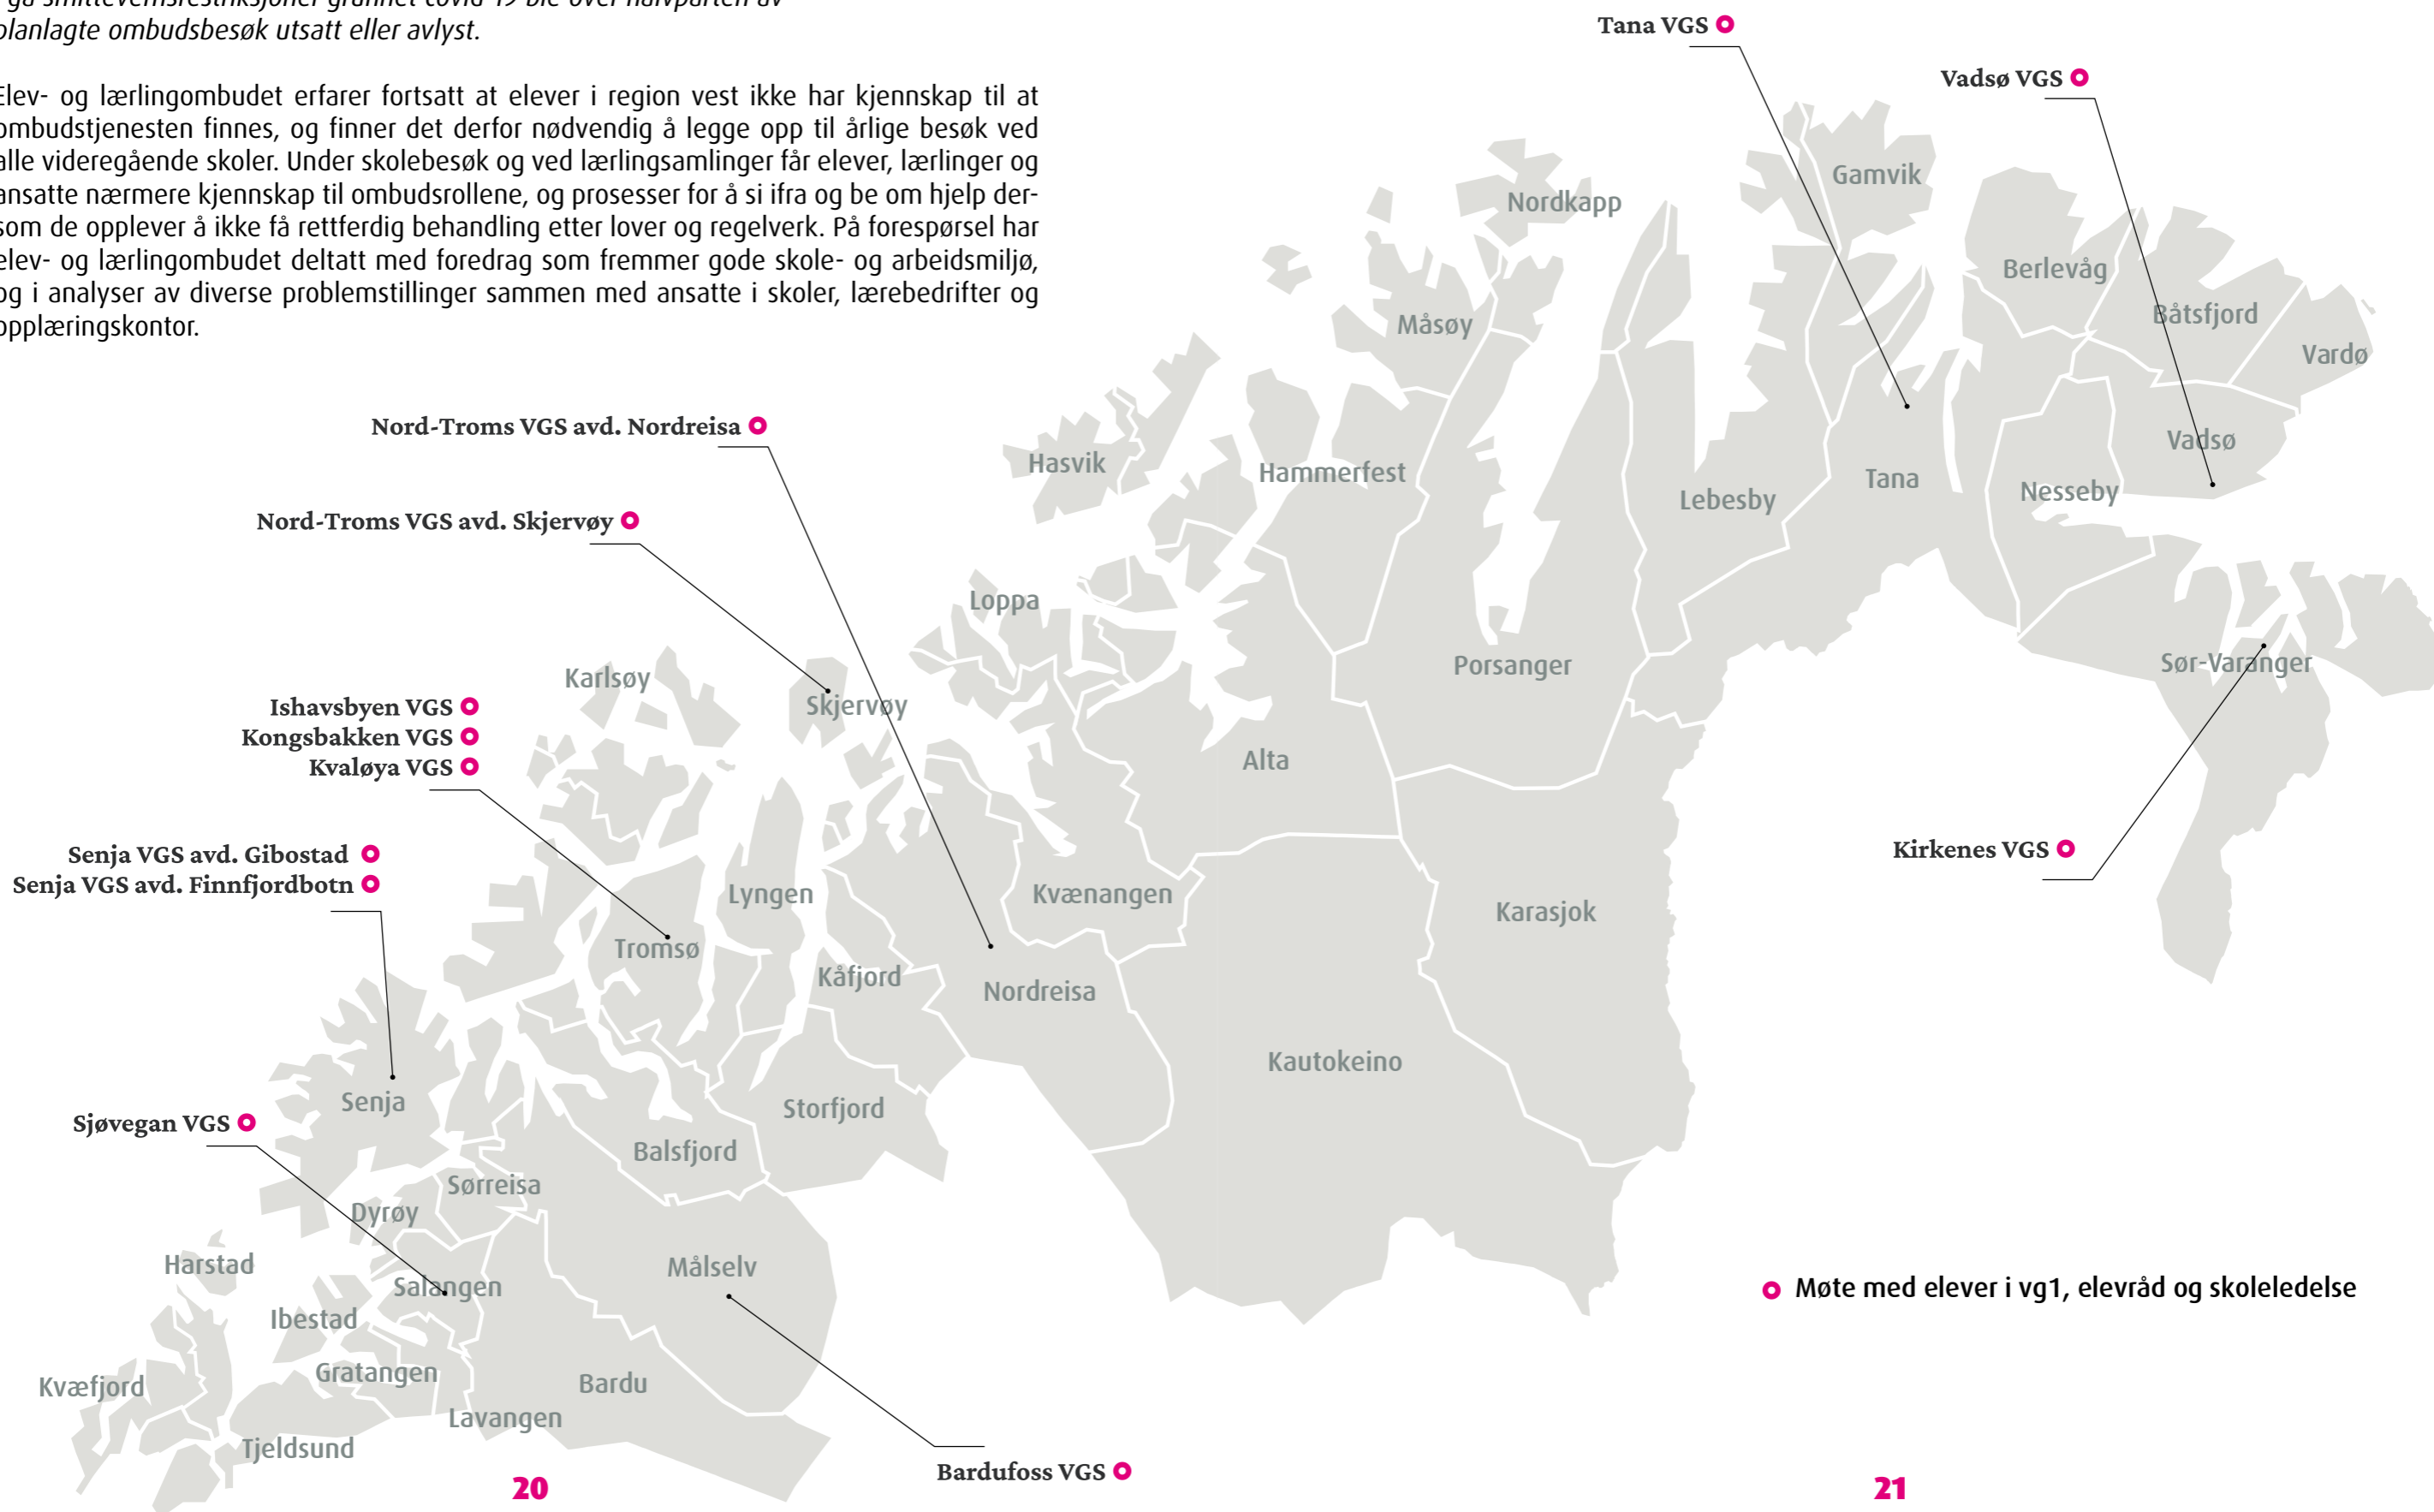 planlagte ombudsbesøk utsatt eller avlyst.
Elev- og lærlingombudet erfarer fortsatt at elever i region vest ikke har kjennskap til at
ombudstjenesten finnes, og finner det derfor nødvendig å legge opp til årlige besøk ved
alle videregående skoler. Under skolebesøk og ved lærlingsamlinger får elever, lærlinger og
ansatte nærmere kjennskap til ombudsrollene, og prosesser for å si ifra og be om hjelp der-
som de opplever å ikke få rettferdig behandling etter lover og regelverk. På forespørsel har
elev- og lærlingombudet deltatt med foredrag som fremmer gode skole- og arbeidsmiljø,
og i analyser av diverse problemstillinger sammen med ansatte i skoler, lærebedrifter og
opplæringskontor.
Tana VGS
Vadsø VGS
Gamvik
Nordkapp
Berlevåg
Båtsfjord
Måsøy
Vardø
Nord-Troms VGS avd. Nordreisa
Vadsø
Hasvik
Hammerfest
Tana
Nesseby
Lebesby
Nord-Troms VGS avd. Skjervøy
Loppa
Sør-Varanger
Porsanger
Karlsøy
Skjervøy
Ishavsbyen VGS
Kongsbakken VGS
Kvaløya VGS
Alta
Kirkenes VGS
Senja VGS avd. Gibostad
Senja VGS avd. Finnfjordbotn
Lyngen
Kvænangen
Karasjok
Tromsø
Kåfjord
Nordreisa
Kautokeino
Senja
Storfjord
Sjøvegan VGS
Balsfjord
Sørreisa
Dyrøy
Harstad
Målselv
Salangen
Møte med elever i vg1, elevråd og skoleledelse
Ibestad
Gratangen
Kvæfjord
Bardu
Lavangen
Tjeldsund
Bardufoss VGS
20
21